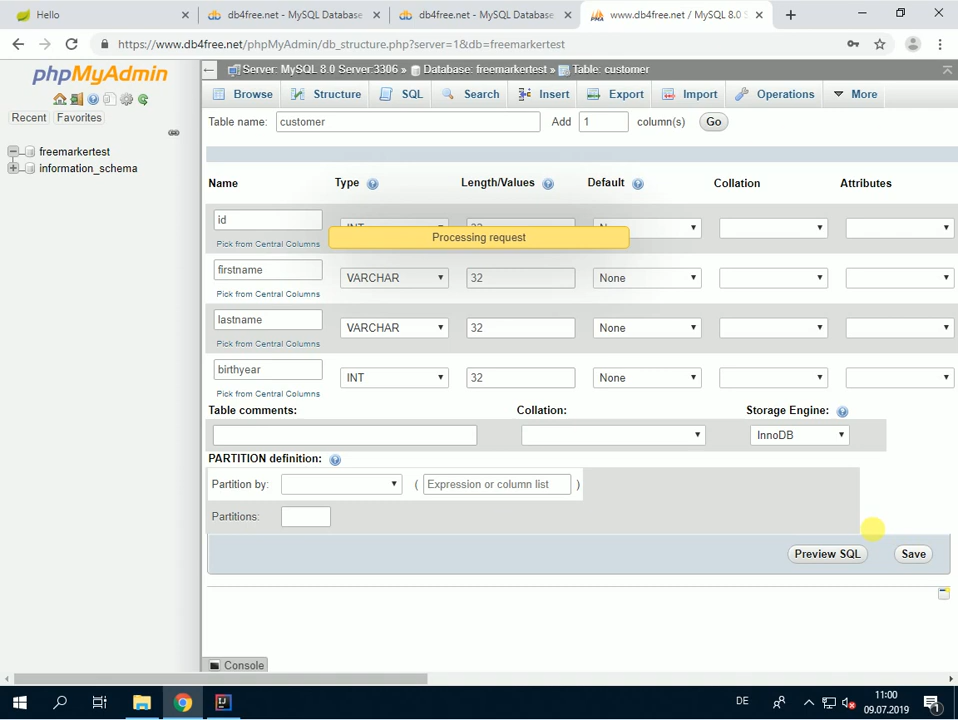 Hello
db4free.net - MySQL Database
db4free.net - MySQL Database
www.db4free.net / MySQL 8.0 S
https://www.db4free.net/phpMyAdmin/db_structure.php?server=1&db=freemarkertest
phpMyAdmin
Recent
Favorites
freemarkertest
information_schema
Server: MySQL 8.0 Server:3306 » Database: freemarkertest » Table: customer
Browse Structure SQL Search Insert Export Import Operations More
Table name: customer Add 1 column(s) Go
Name Type Length/Values Default Collation Attributes
id
Processing request
Pick from Central Columns
firstname VARCHAR 32 None
Pick from Central Columns
lastname VARCHAR 32 None
Pick from Central Columns
birthyear INT 32 None
Pick from Central Columns
Table comments: Collation: Storage Engine:
InnoDB
PARTITION definition:
Partition by: ( Expression or column list )
Partitions:
Preview SQL Save
Console
DE
11:00
09.07.2019
1